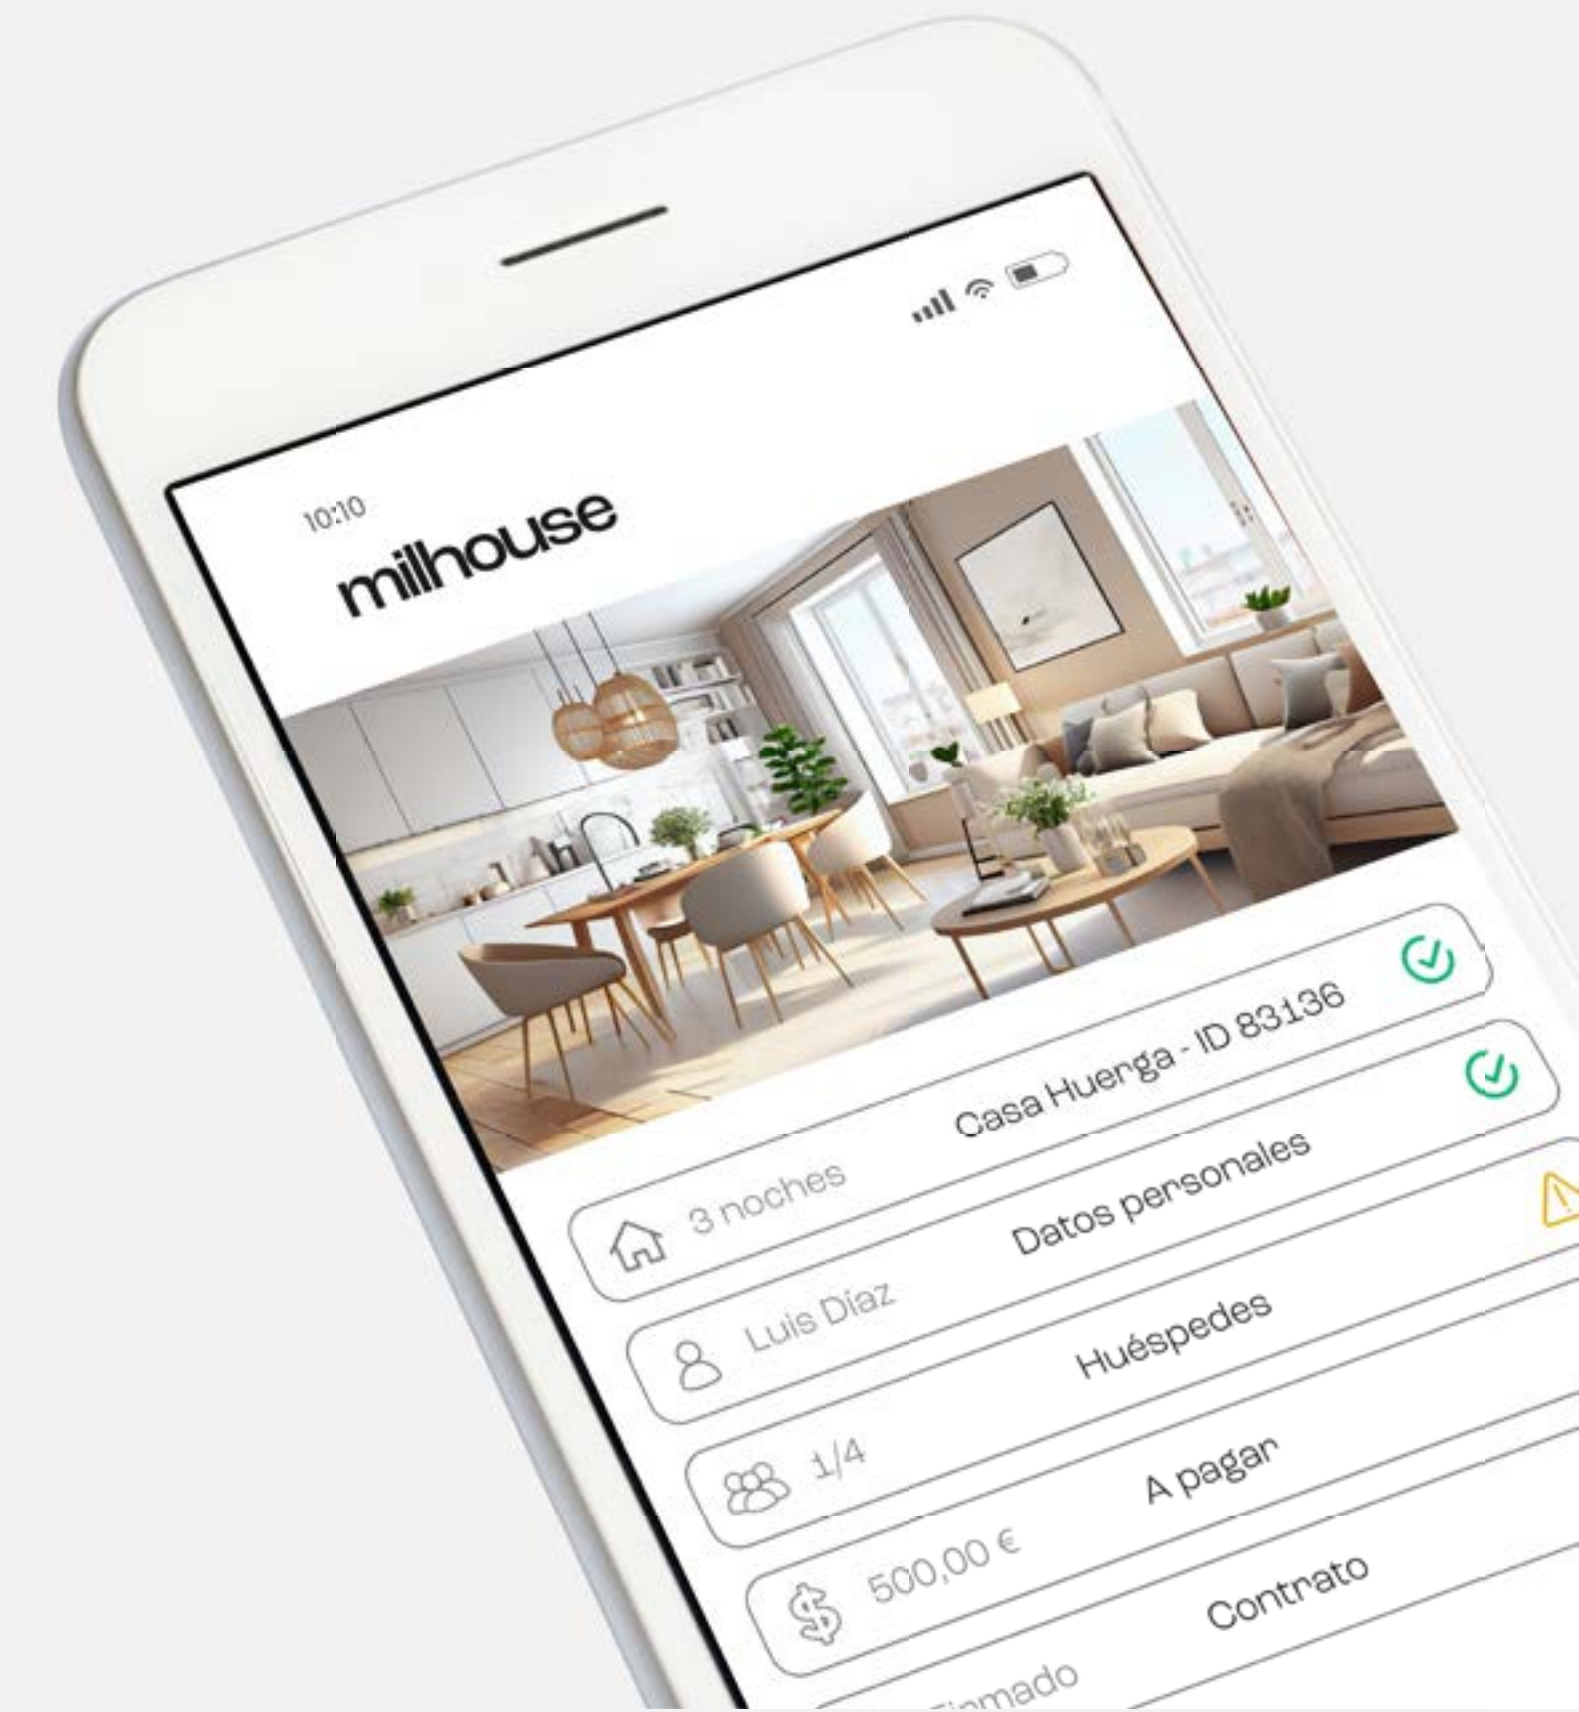 10:10
milhouse
3 noches Casa Huerga - ID 83136
Luis Díaz Datos personales
1/4 Huéspedes
500,00 € A pagar
Firmado Contrato